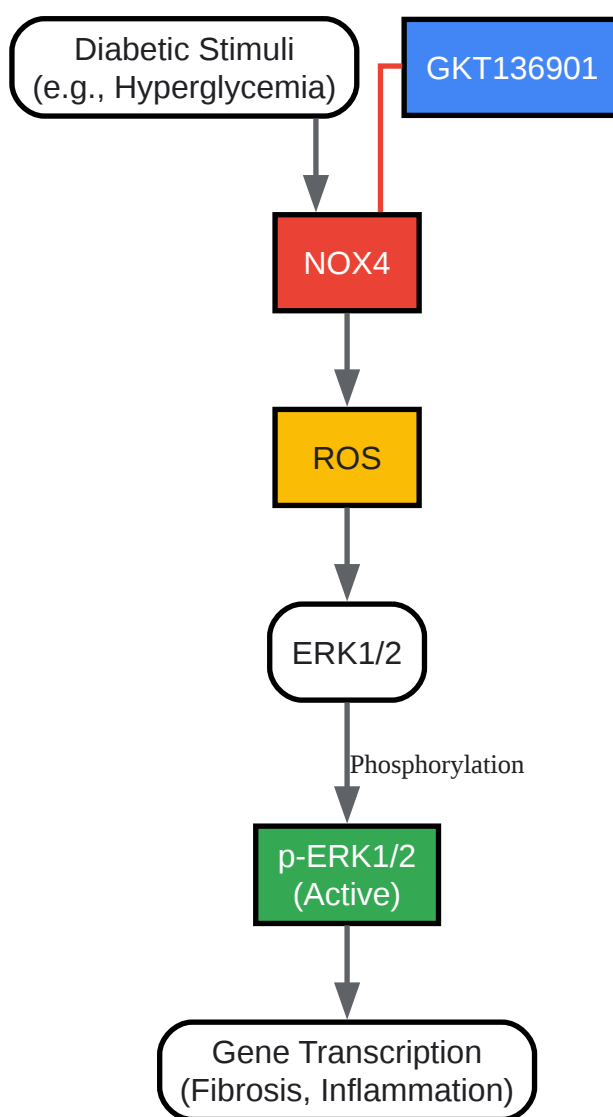 Diabetic Stimuli
(e.g., Hyperglycemia)
GKT136901
NOX4
ROS
ERK1/2
Phosphorylation
p-ERK1/2
(Active)
Gene Transcription
(Fibrosis, Inflammation)